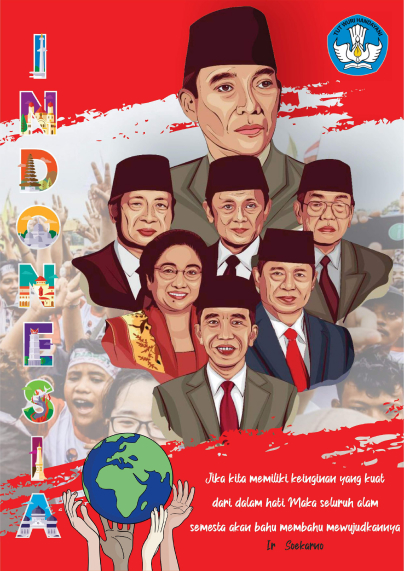 TUT WURI HANDAYANI
INDONESIA
Jika kita memiliki keinginan yang kuat
dari dalam hati Maka seluruh alam
semesta akan bahu membahu mewujudkannya
Ir Soekarno